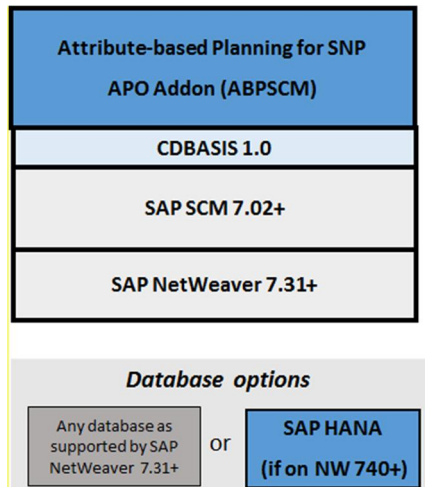 Attribute-based Planning for SNP
APO Addon (ABPSCM)
CDBASIS 1.0
SAP SCM 7.02+
SAP NetWeaver 7.31+
Database options
Any database as
supported by SAP
NetWeaver 7.31+
or
SAP HANA
(if on NW 740+)